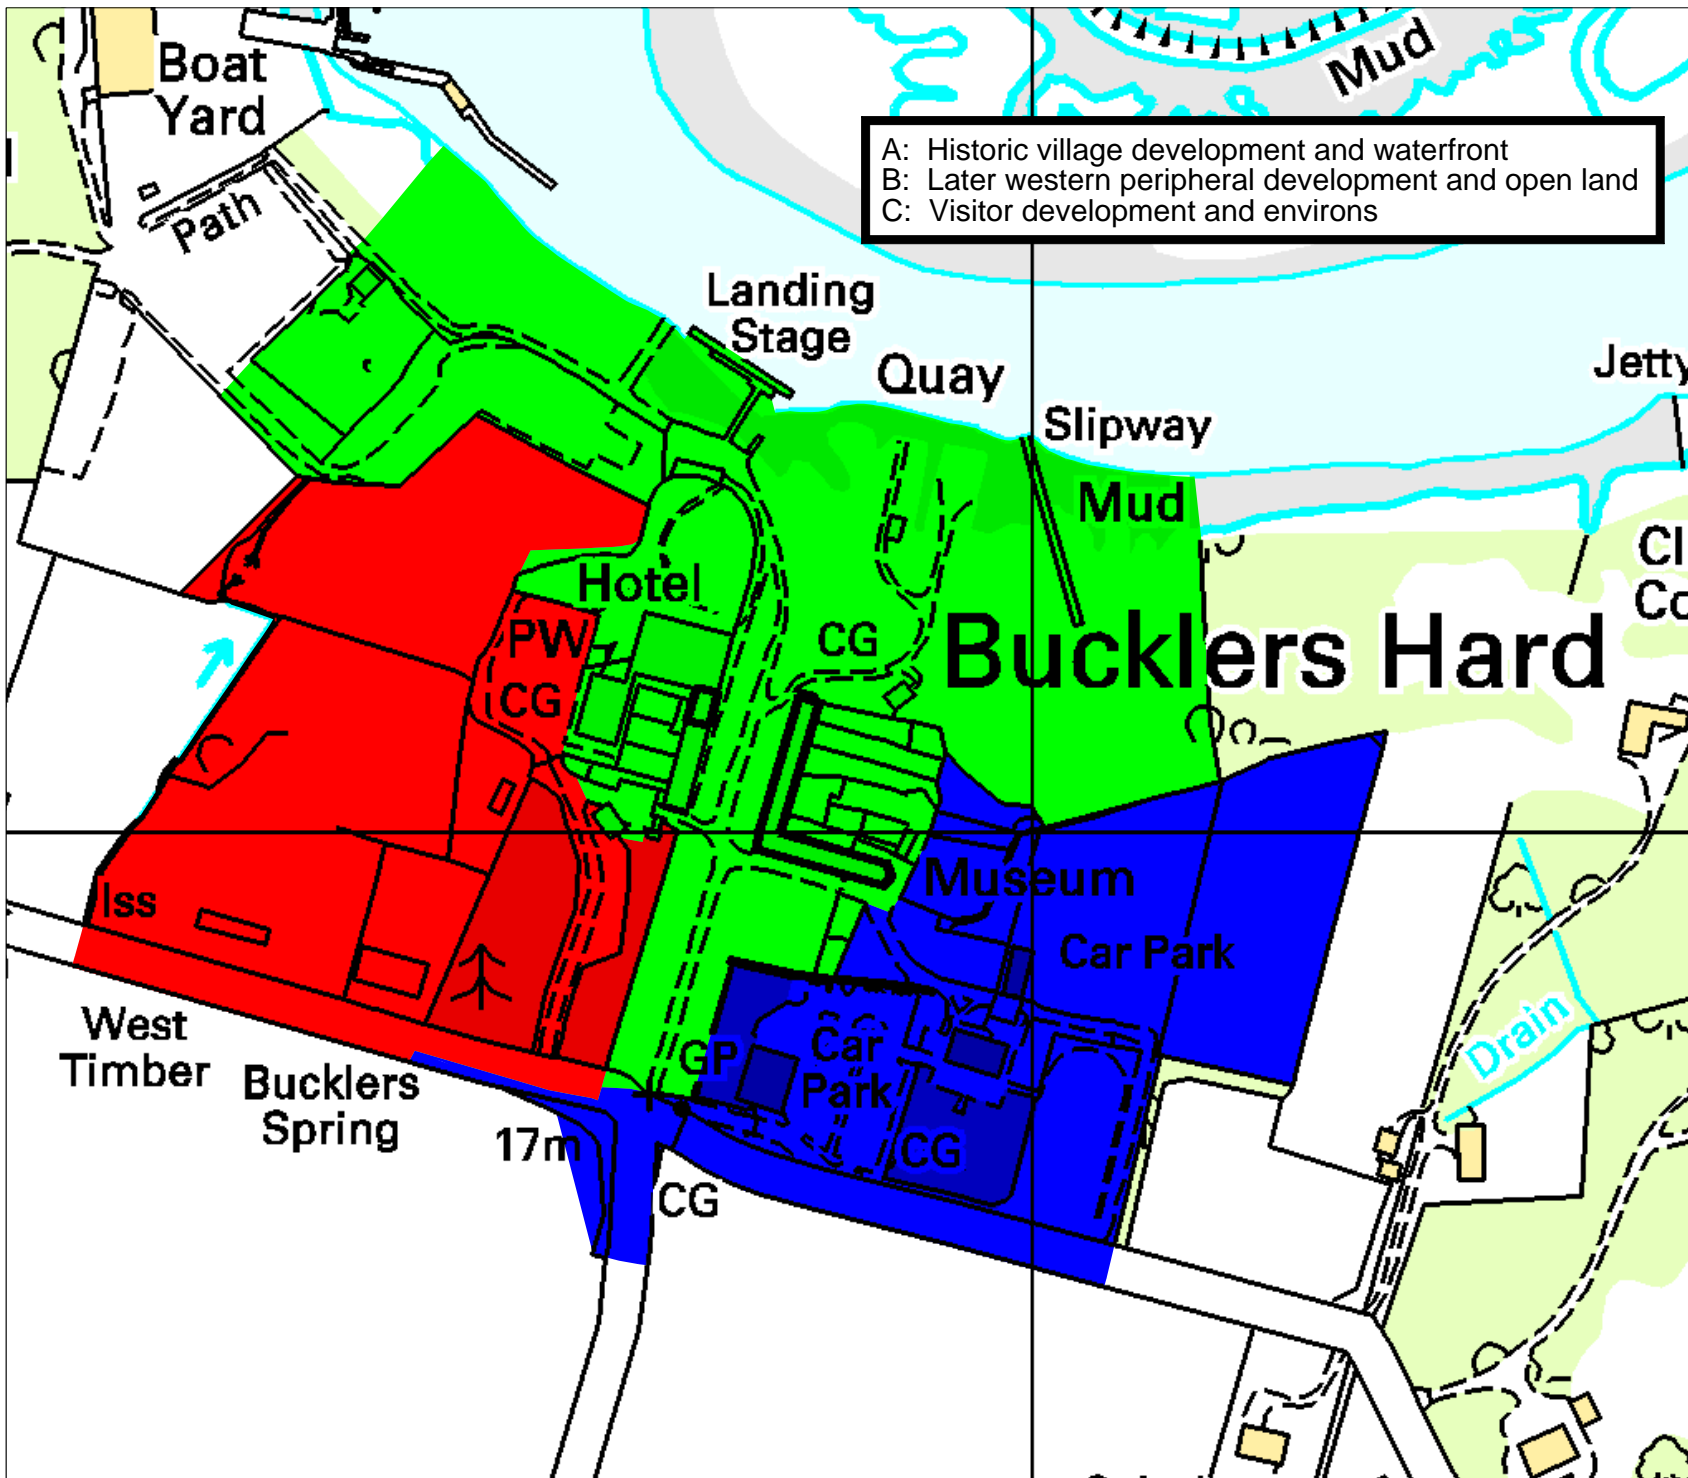 Boat
Yard
Path
Mud
A: Historic village development and waterfront
B: Later western peripheral development and open land
C: Visitor development and environs
Landing
Stage
Quay
Slipway
Jetty
Mud
Hotel
PW
CG
CG
Bucklers Hard
Cl
Co
Museum
Car Park
Iss
West
Timber
Bucklers
Spring
17m
GP
Car
Park
CG
CG
Drain